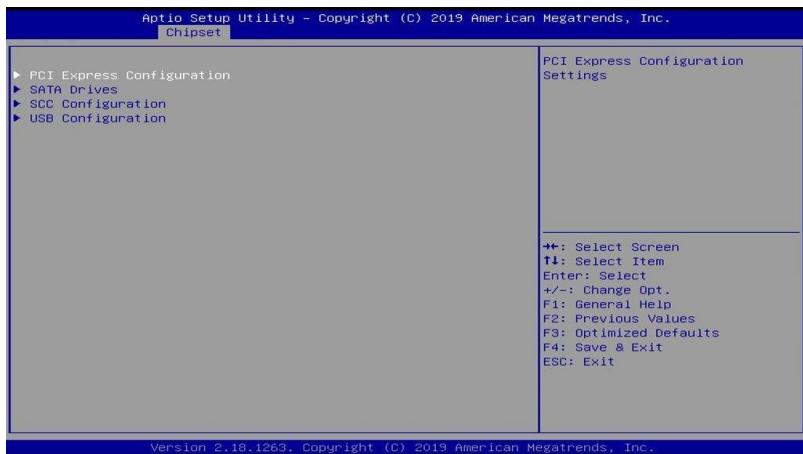 Aptio Setup Utility – Copyright (C) 2019 American Megatrends, Inc.
Chipset
► PCI Express Configuration
► SATA Drives
► SCC Configuration
► USB Configuration
PCI Express Configuration
Settings
→←: Select Screen
↑↓: Select Item
Enter: Select
+/-: Change Opt.
F1: General Help
F2: Previous Values
F3: Optimized Defaults
F4: Save & Exit
ESC: Exit
Version 2.18.1263. Copyright (C) 2019 American Megatrends, Inc.